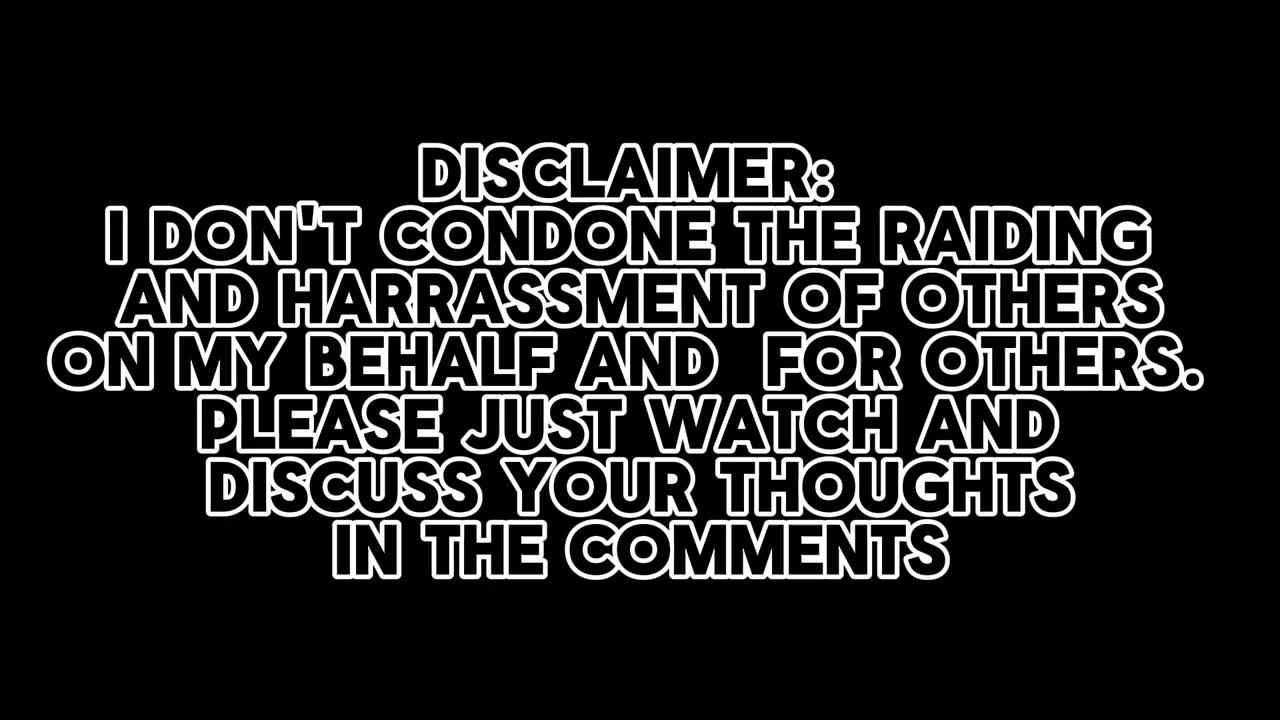 DISCLAIMER:
I DON'T CONDONE THE RAIDING
AND HARRASSMENT OF OTHERS
ON MY BEHALF AND  FOR OTHERS.
PLEASE JUST WATCH AND
DISCUSS YOUR THOUGHTS
IN THE COMMENTS